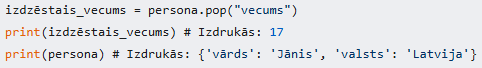 izdzēstais_vecums = persona.pop("vecums")
print(izdzēstais_vecums) # Izdrukās: 17
print(persona) # Izdrukās: {'vārds': 'Jānis', 'valsts': 'Latvija'}